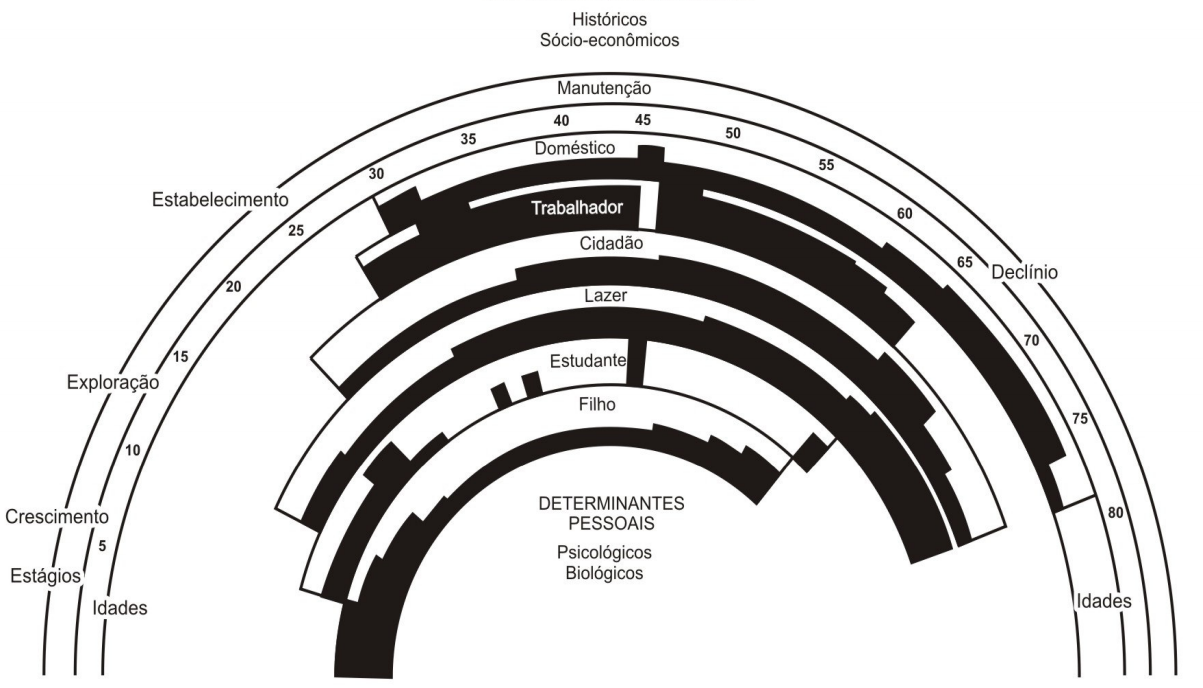 Históricos
Sócio-econômicos
Manutenção
Estabelecimento
Exploração
Crescimento
Estágios
Declínio
Idades
5
10
15
20
25
30
35
40
45
50
55
60
65
70
75
80
Idades
Doméstico
Trabalhador
Cidadão
Lazer
Estudante
Filho
DETERMINANTES
PESSOAIS
Psicológicos
Biológicos